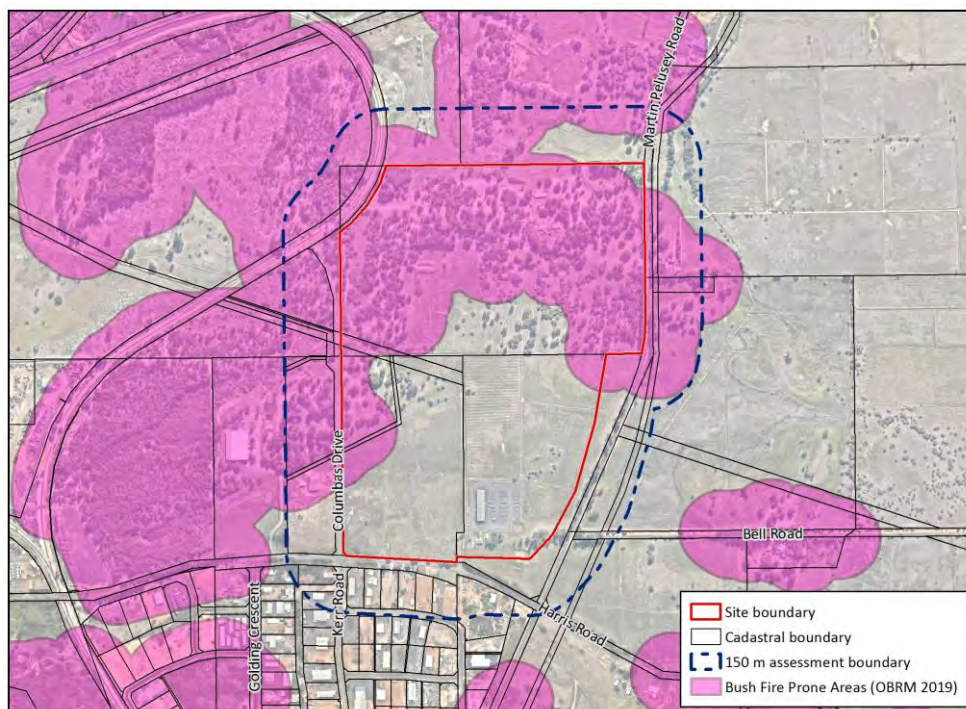 Martin Pelusey Road
Columbas Drive
Bell Road
Golding Crescent
Kerr Road
Harris Road
Site boundary
Cadastral boundary
150 m assessment boundary
Bush Fire Prone Areas (OBRM 2019)